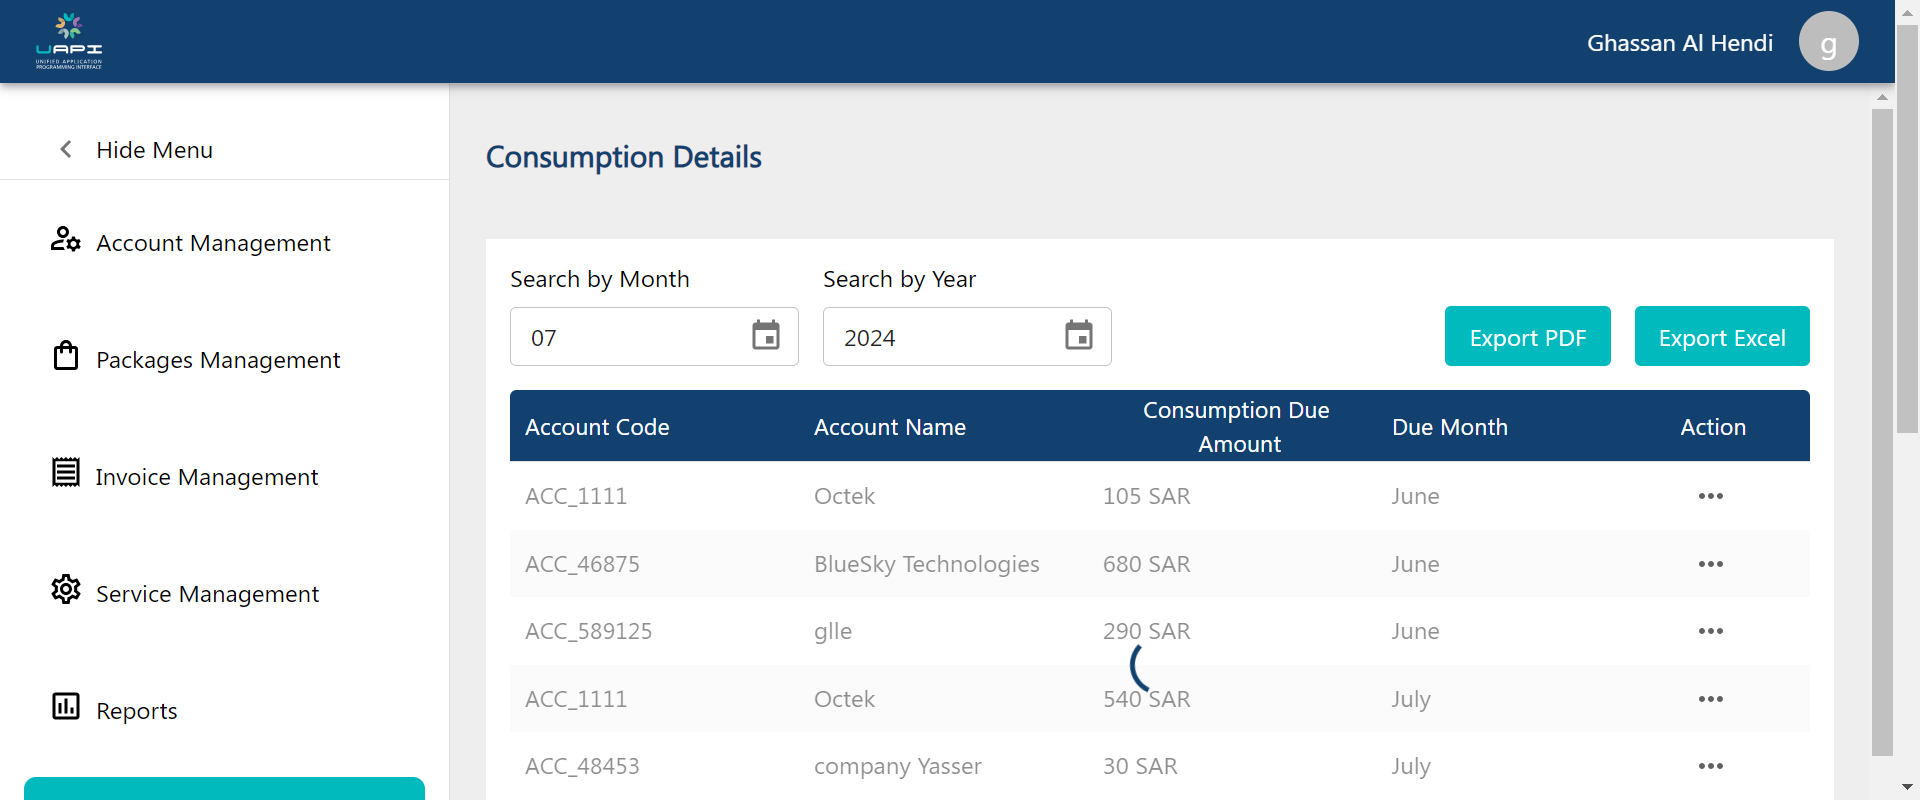 UAPI
UNIFIED APPLICATION
PROGRAMMING INTERFACE
Ghassan Al Hendi
g
Hide Menu
Account Management
Packages Management
Invoice Management
Service Management
Reports
Consumption Details
Search by Month
Search by Year
07
2024
Export PDF
Export Excel
Account Code
Account Name
Consumption Due
Amount
Due Month
Action
ACC_1111 Octek 105 SAR June
ACC_46875 BlueSky Technologies 680 SAR June
ACC_589125 glle 290 SAR June
ACC_1111 Octek 540 SAR July
ACC_48453 company Yasser 30 SAR July